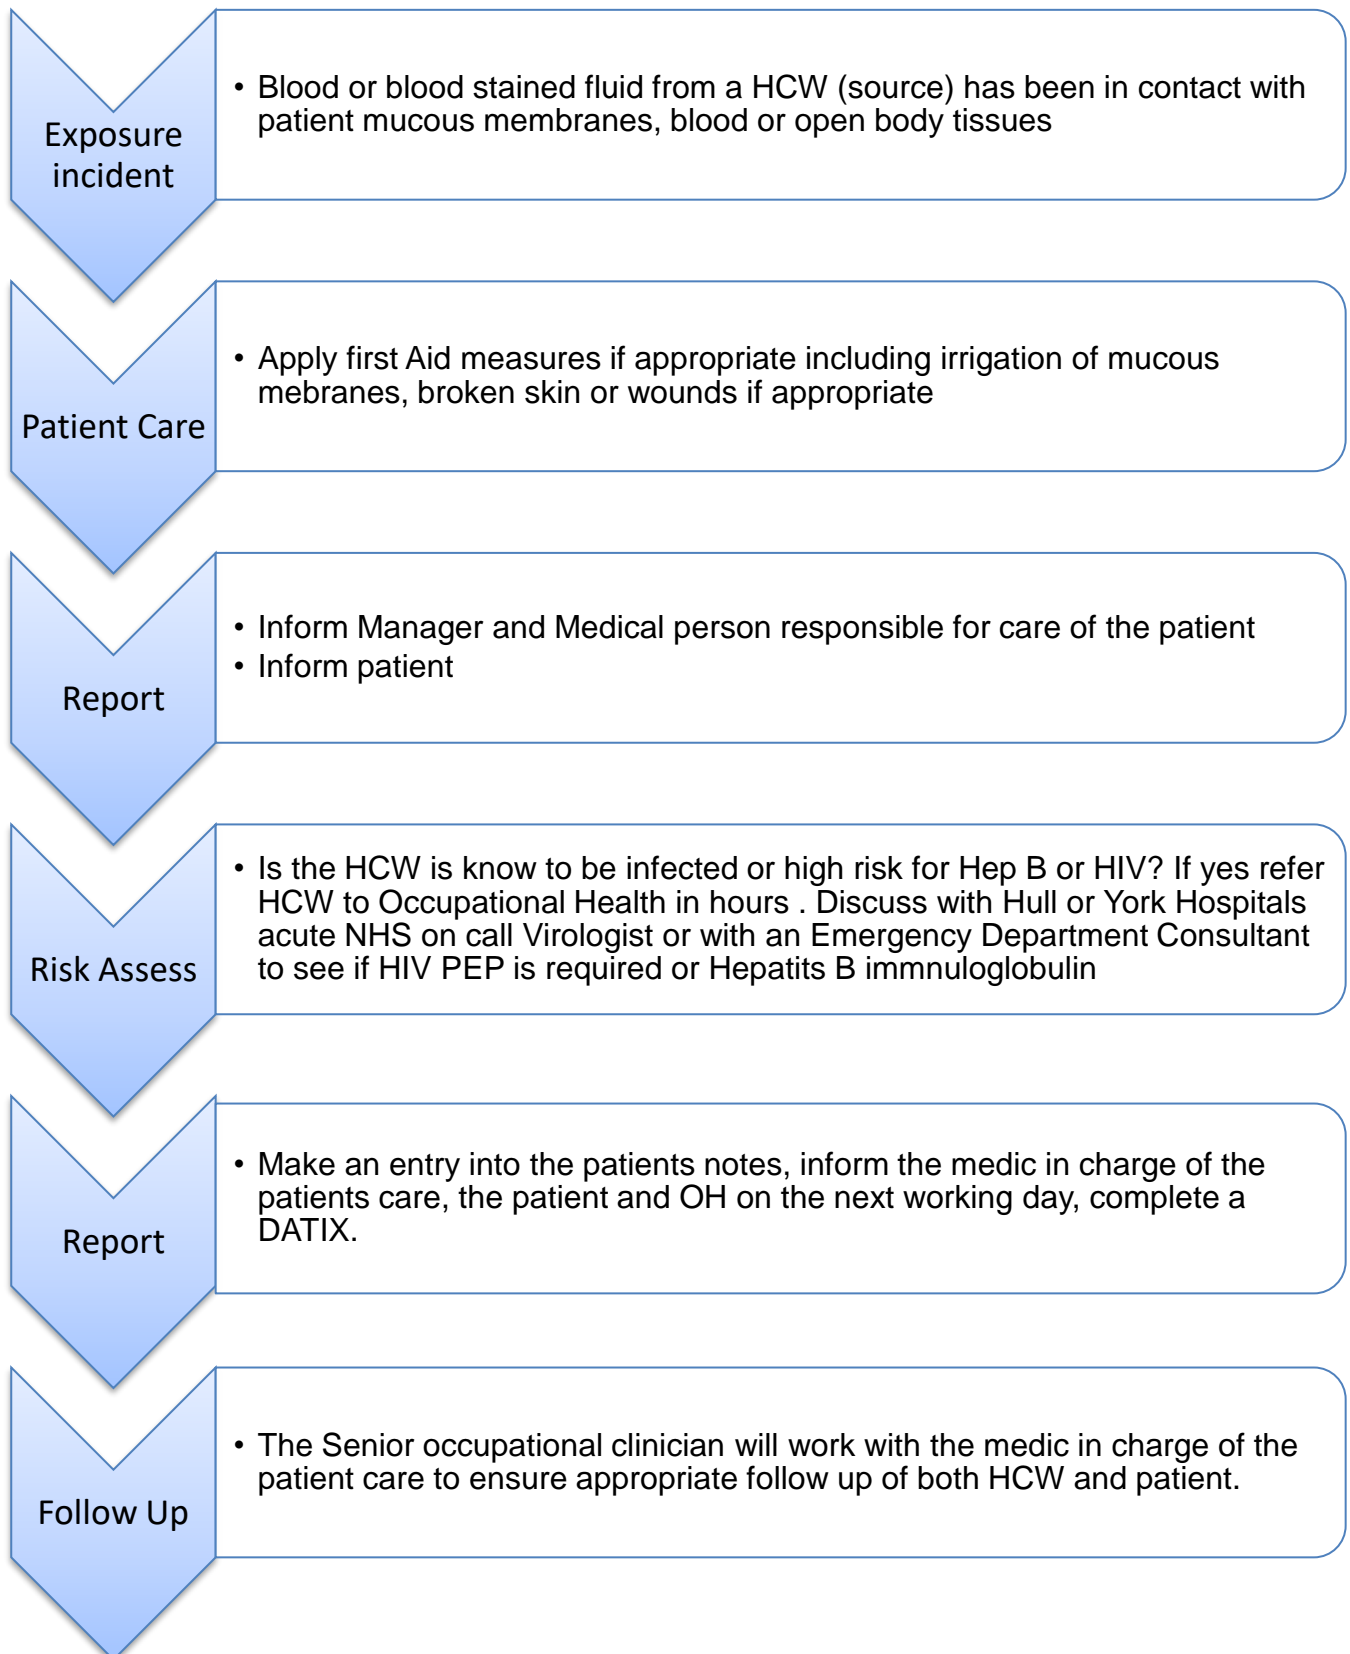 Exposure
incident
• Blood or blood stained fluid from a HCW (source) has been in contact with
patient mucous membranes, blood or open body tissues
Patient Care
• Apply first Aid measures if appropriate including irrigation of mucous
mebranes, broken skin or wounds if appropriate
Report
• Inform Manager and Medical person responsible for care of the patient
• Inform patient
Risk Assess
• Is the HCW is know to be infected or high risk for Hep B or HIV? If yes refer
HCW to Occupational Health in hours . Discuss with Hull or York Hospitals
acute NHS on call Virologist or with an Emergency Department Consultant
to see if HIV PEP is required or Hepatits B immnuloglobulin
Report
• Make an entry into the patients notes, inform the medic in charge of the
patients care, the patient and OH on the next working day, complete a
DATIX.
Follow Up
• The Senior occupational clinician will work with the medic in charge of the
patient care to ensure appropriate follow up of both HCW and patient.